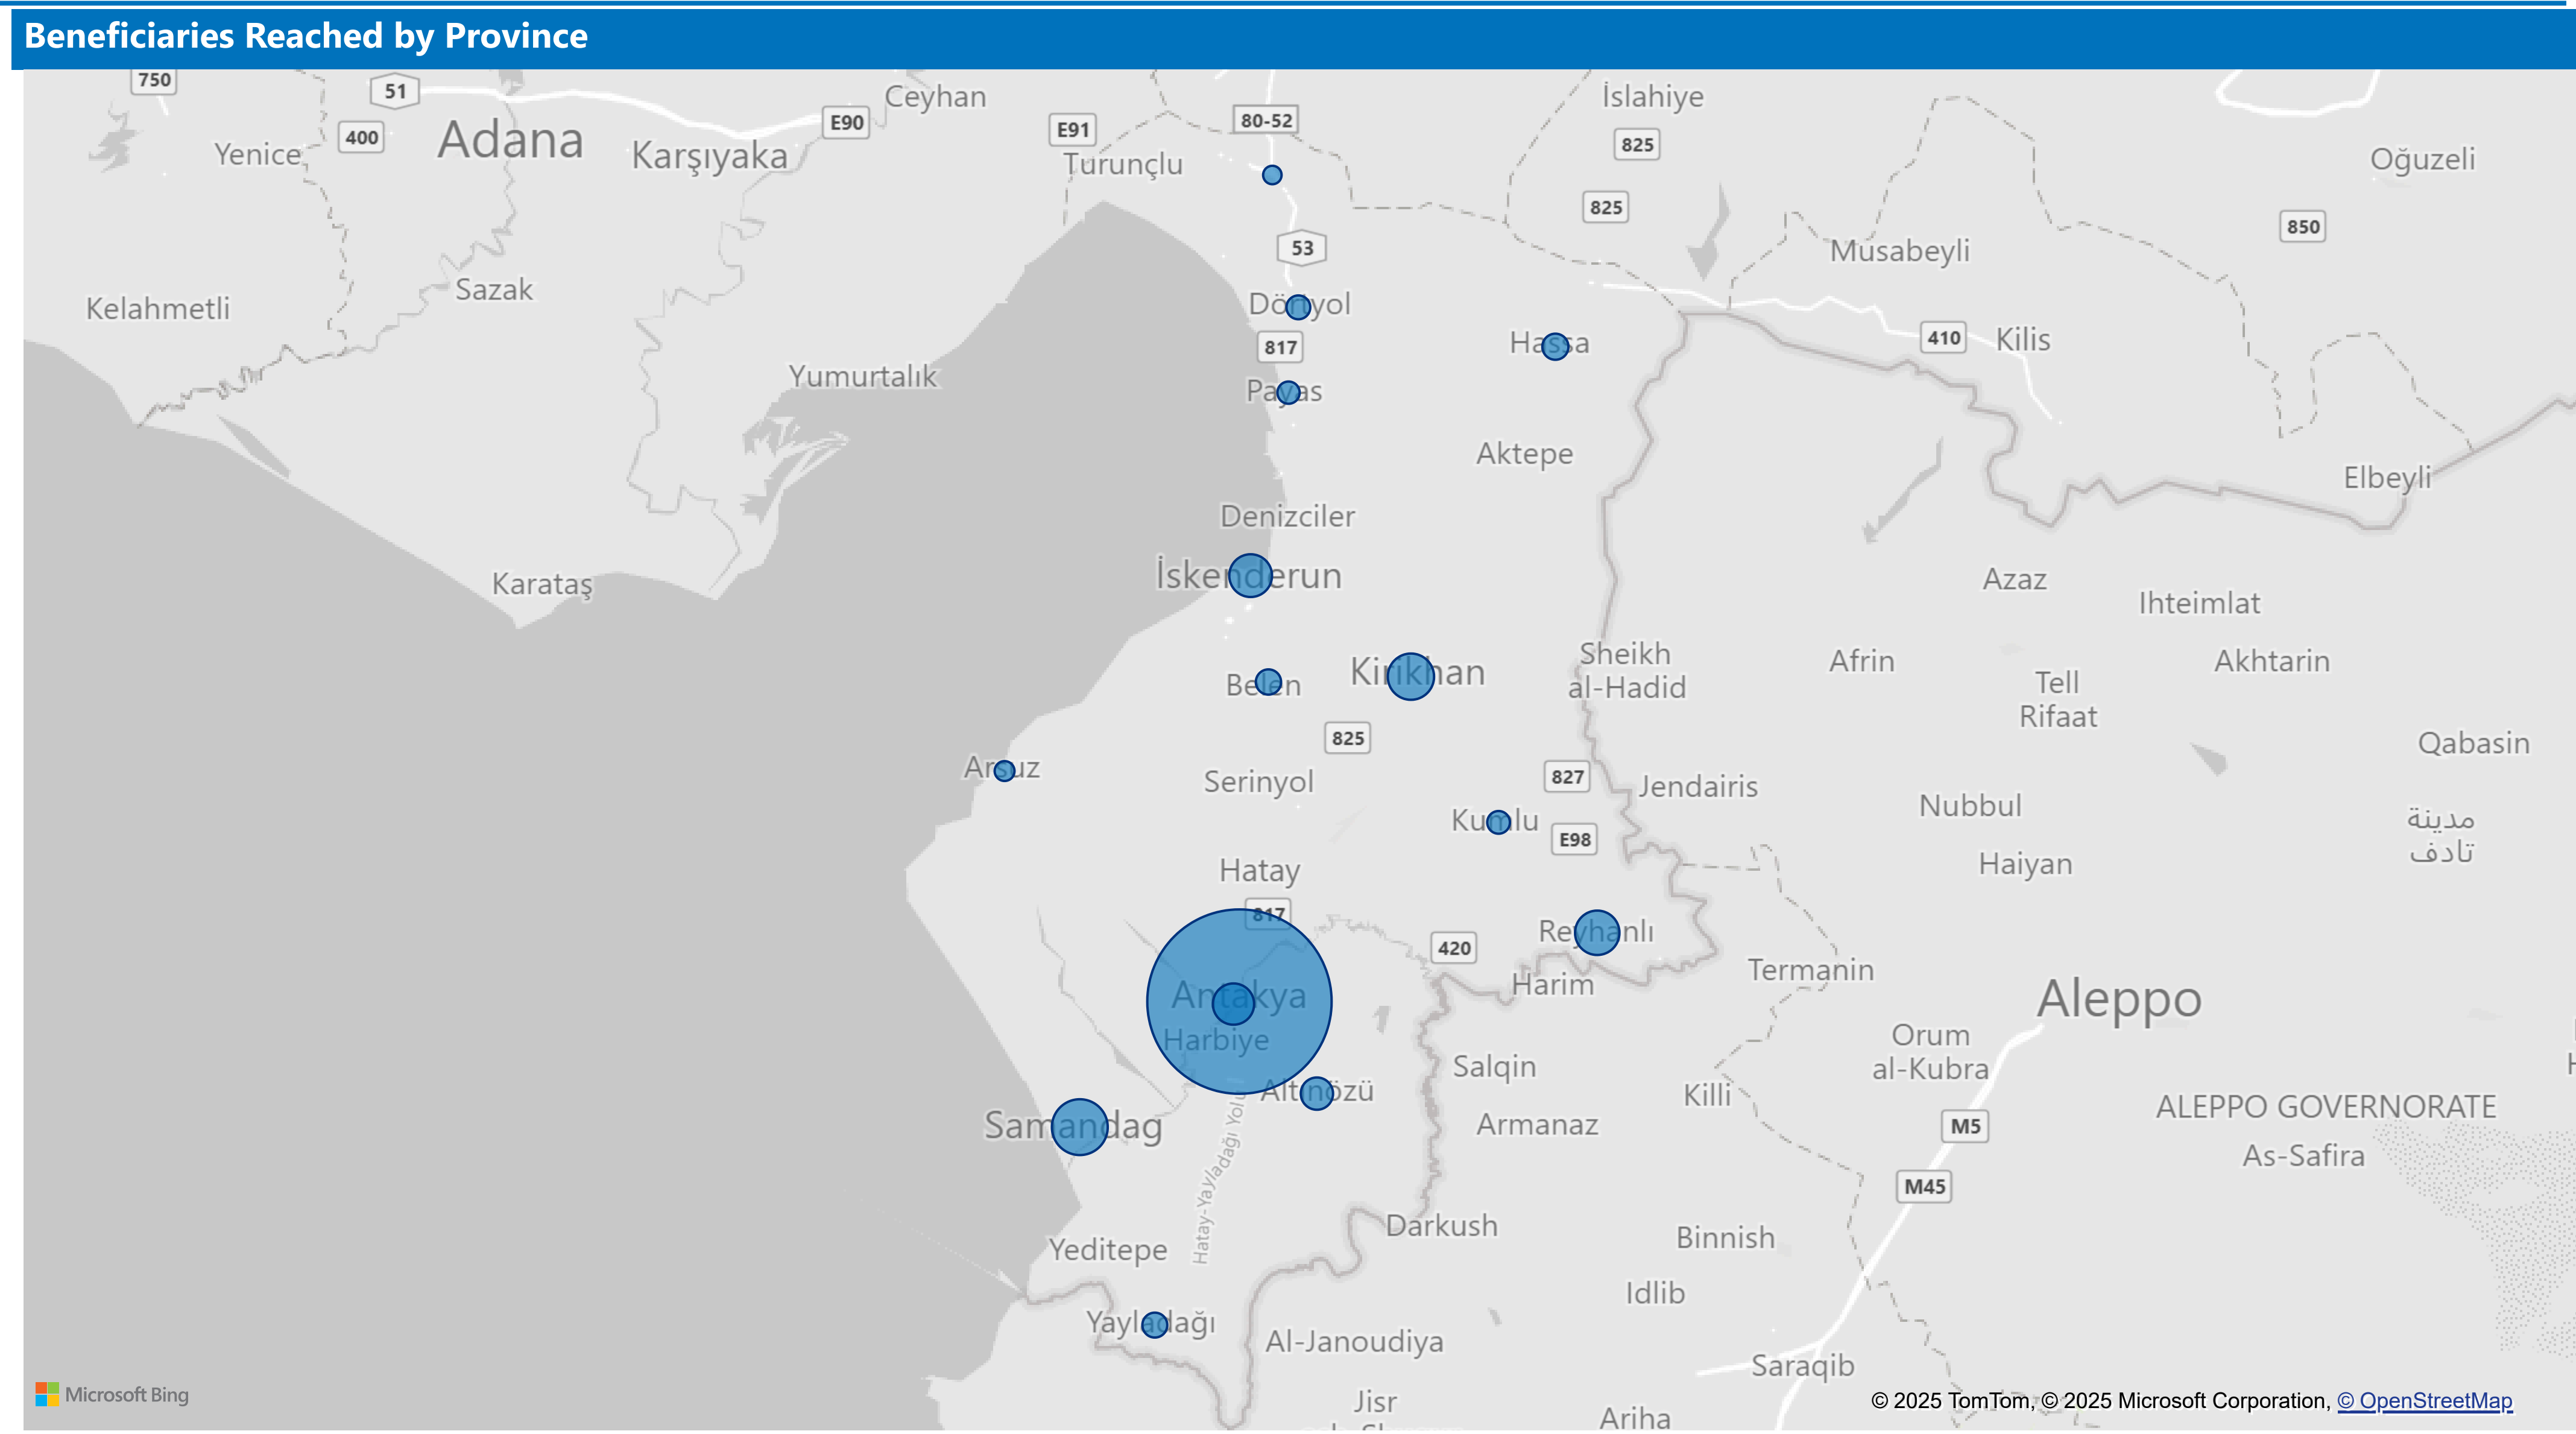 Beneficiaries Reached by Province
750
51
Ceyhan
80-52
İslahiye
E90
E91
400
Adana
Karşıyaka
Yenice
Turunçlu
825
Oğuzeli
825
850
53
Musabeyli
Sazak
Kelahmetli
Dörtyol
817
Hassa
410
Kilis
Yumurtalık
Payas
Aktepe
Elbeyli
Denizciler
İskenderun
Karataş
Azaz
Ihteimlat
Sheikh
al-Hadid
Afrin
Akhtarin
Belen
Kirikhan
Tell
Rifaat
825
Qabasin
Arsuz
Serinyol
827
Jendairis
Kumlu
E98
Nubbul
مدينة
تادف
Haiyan
Hatay
817
Reyhanlı
420
Termanin
Harim
Antakya
Aleppo
Harbiye
Orum
al-Kubra
Salqin
Altinözü
Killi
ALEPPO GOVERNORATE
Samandag
Armanaz
M5
As-Safira
Hatay-Yayladağı Yolu
M45
Darkush
Binnish
Yeditepe
Idlib
Yayladağı
Al-Janoudiya
Saraqib
Microsoft Bing
Jisr
Ariha
© 2025 TomTom, © 2025 Microsoft Corporation, © OpenStreetMap